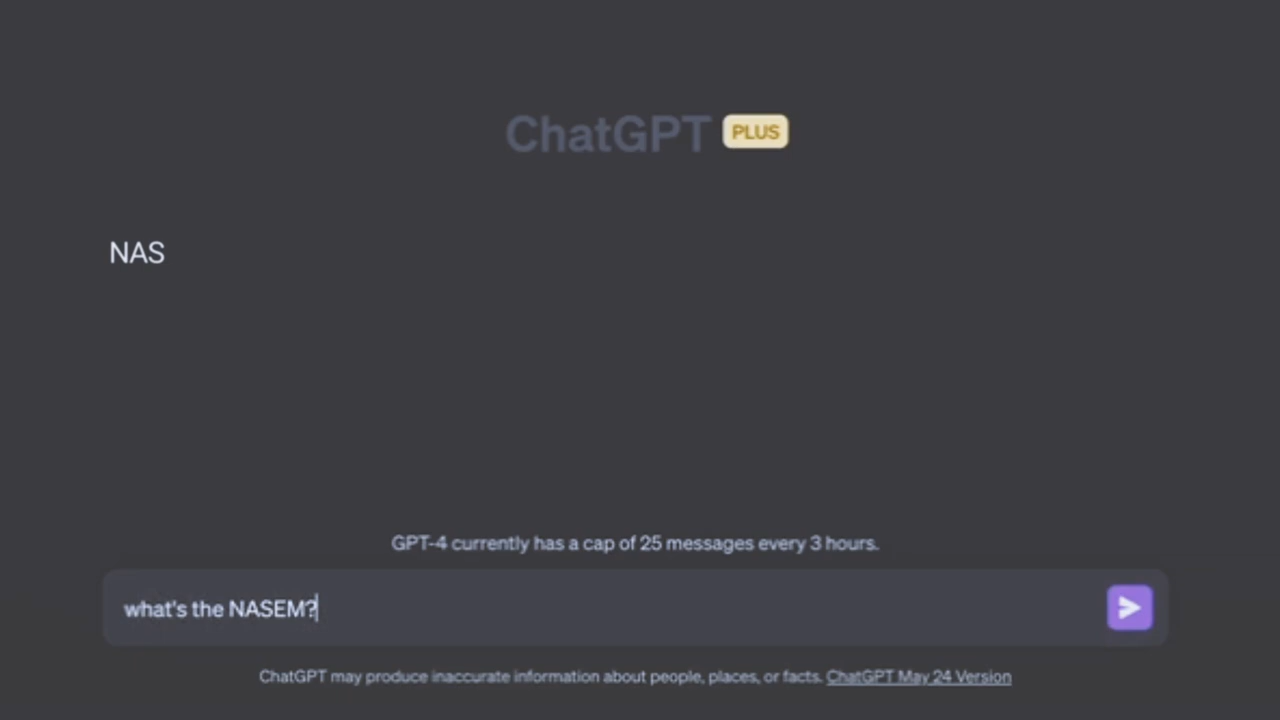 ChatGPT PLUS
NAS
GPT-4 currently has a cap of 25 messages every 3 hours.
what's the NASEM?
ChatGPT may produce inaccurate information about people, places, or facts. ChatGPT May 24 Version